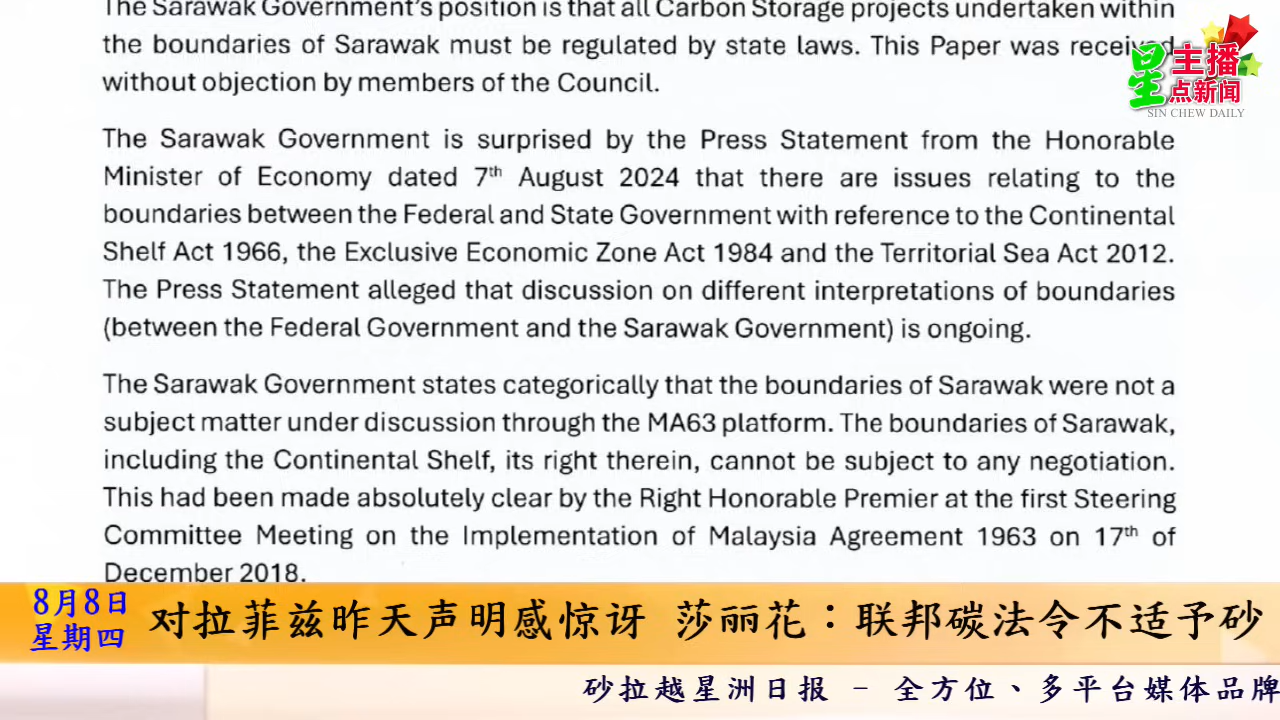 The Sarawak Government's position is that all Carbon Storage projects undertaken within
the boundaries of Sarawak must be regulated by state laws. This Paper was received
without objection by members of the Council.
The Sarawak Government is surprised by the Press Statement from the Honorable
Minister of Economy dated 7th August 2024 that there are issues relating to the
boundaries between the Federal and State Government with reference to the Continental
Shelf Act 1966, the Exclusive Economic Zone Act 1984 and the Territorial Sea Act 2012.
The Press Statement alleged that discussion on different interpretations of boundaries
(between the Federal Government and the Sarawak Government) is ongoing.
The Sarawak Government states categorically that the boundaries of Sarawak were not a
subject matter under discussion through the MA63 platform. The boundaries of Sarawak,
including the Continental Shelf, its right therein, cannot be subject to any negotiation.
This had been made absolutely clear by the Right Honorable Premier at the first Steering
Committee Meeting on the Implementation of Malaysia Agreement 1963 on 17th of
December 2018.
星主播
点新闻
SIN CHEW DAILY
8月8日
星期四
对拉菲兹昨天声明感惊讶 莎丽花：联邦碳法令不适予砂
砂拉越星洲日报 - 全方位、多平台媒体品牌